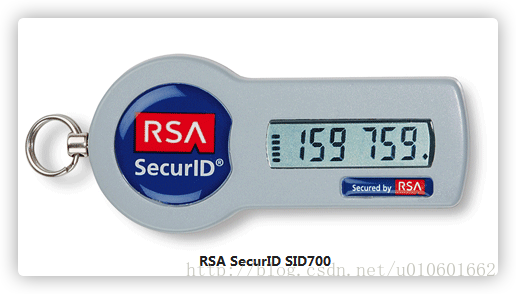 RSA
SecurID®
159 759.
Secured by RSA
RSA SecurID SID700
http://blog.csdn.net/u010601662